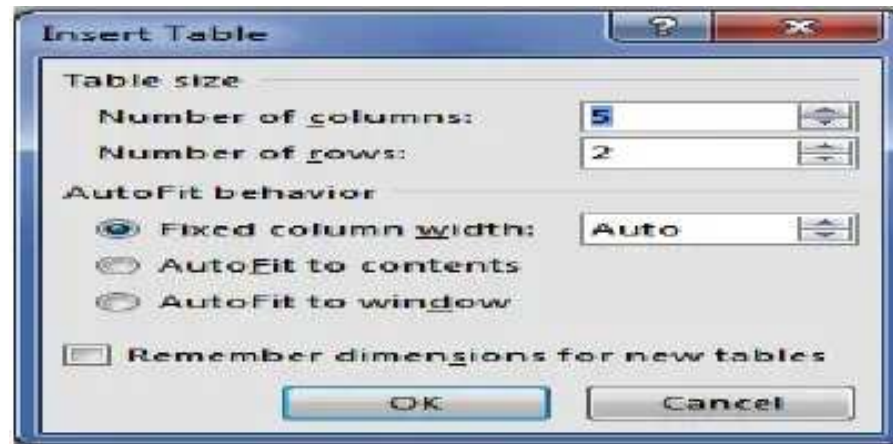 Insert Table
?
Table size
Number of columns: 5
Number of rows: 2
AutoFit behavior
Fixed column width: Auto
AutoFit to contents
AutoFit to window
Remember dimensions for new tables
OK Cancel